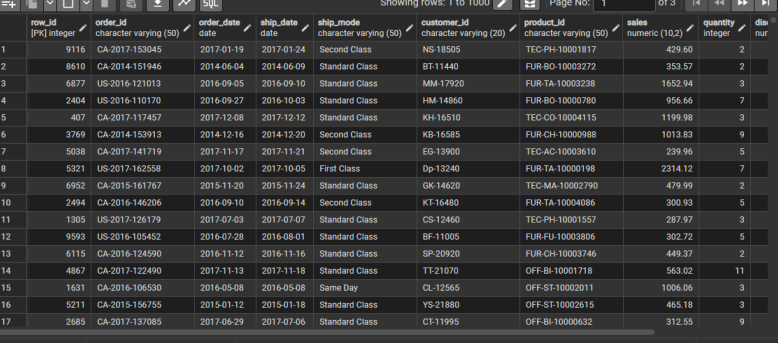 SQL Showing rows: 1 to 1000 Page No: 1 of 3
row_id order_id order_date ship_date ship_mode customer_id product_id sales quantity
[PK] integer character varying (50) date date character varying (50) character varying (20) character varying (50) numeric (10,2) integer
1 9116 CA-2017-153045 2017-01-19 2017-01-24 Second Class NS-18505 TEC-PH-10001817 429.60 2
2 8610 CA-2014-151946 2014-06-09 2014-06-09 Standard Class BT-11440 FUR-BO-10003272 353.57 2
3 6877 US-2016-121013 2016-09-05 2016-09-10 Standard Class MM-17920 FUR-TA-10003238 1652.94 3
4 2404 US-2016-110170 2016-09-27 2016-10-03 Standard Class HM-14860 FUR-BO-10000780 956.66 7
5 407 CA-2017-117457 2017-12-08 2017-12-12 Standard Class KH-16510 TEC-CO-10004115 1199.98 3
6 3769 CA-2014-153913 2014-12-16 2014-12-20 Second Class KB-16585 FUR-CH-10000988 1013.83 9
7 5038 CA-2017-141719 2017-11-17 2017-11-21 Second Class EG-13900 TEC-AC-10003610 239.96 5
8 5321 US-2017-162558 2017-10-02 2017-10-05 First Class Dp-13240 FUR-TA-10000198 2314.12 7
9 6952 CA-2015-161767 2015-11-20 2015-11-24 Standard Class GK-14620 TEC-MA-10002790 479.99 2
10 2494 CA-2016-146206 2016-09-10 2016-09-14 Second Class KT-16480 FUR-TA-10004086 300.93 5
11 1305 US-2017-126179 2017-07-03 2017-07-07 Standard Class CS-12460 TEC-PH-10001557 287.97 3
12 9593 US-2016-105452 2016-07-28 2016-08-01 Standard Class BF-11005 FUR-FU-10003806 302.72 5
13 6115 CA-2016-124590 2016-11-12 2016-11-16 Standard Class SP-20920 FUR-CH-10003746 449.37 2
14 4867 CA-2017-122490 2017-11-13 2017-11-18 Standard Class TT-21070 OFF-BI-10001718 563.02 11
15 1631 CA-2016-106530 2016-05-08 2016-05-08 Same Day CL-12565 OFF-ST-10002011 1006.06 3
16 5211 CA-2015-156755 2015-01-12 2015-01-18 Standard Class YS-21880 OFF-ST-10002615 465.18 3
17 2685 CA-2017-137085 2017-06-29 2017-07-06 Standard Class CT-11995 OFF-BI-10000632 312.55 9